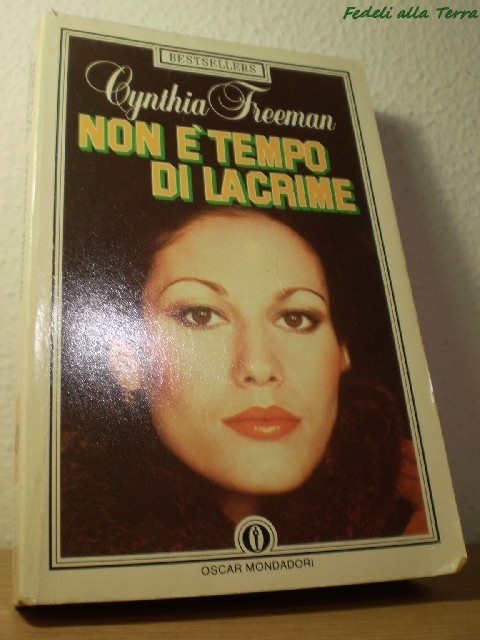 Fedeli alla Terra
BESTSELLERS
Cynthia Freeman
NON È TEMPO
DI LACRIME
OSCAR MONDADORI